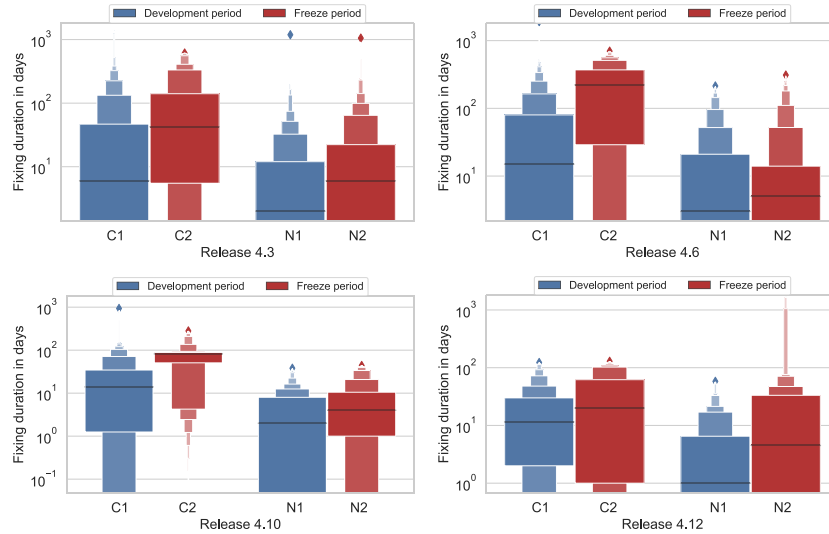 Development period Freeze period
Fixing duration in days
10³
10²
10¹
C1 C2 N1 N2
Release 4.3
Development period Freeze period
Fixing duration in days
10³
10²
10¹
C1 C2 N1 N2
Release 4.6
Development period Freeze period
Fixing duration in days
10³
10²
10¹
10⁰
10⁻¹
C1 C2 N1 N2
Release 4.10
Development period Freeze period
Fixing duration in days
10³
10²
10¹
10⁰
C1 C2 N1 N2
Release 4.12